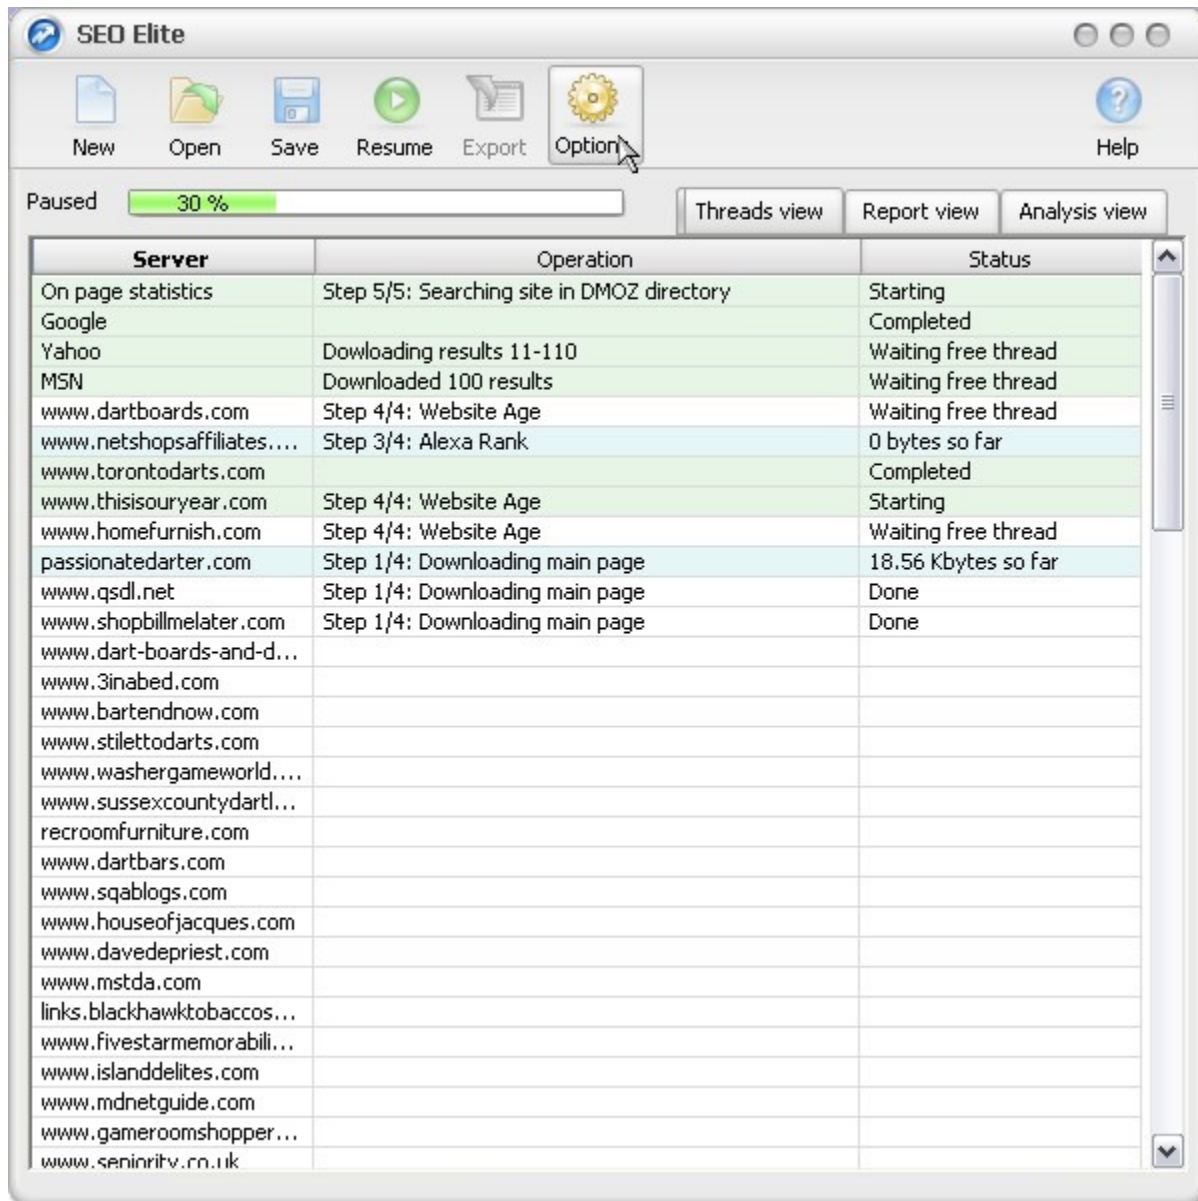 SEO Elite
New Open Save Resume Export Option
Help
Paused 30 % Threads view Report view Analysis view
Server Operation Status
On page statistics Step 5/5: Searching site in DMOZ directory Starting
Google Completed
Yahoo Dowloading results 11-110 Waiting free thread
MSN Downloaded 100 results Waiting free thread
www.dartboards.com Step 4/4: Website Age Waiting free thread
www.netshopsaffiliates.... Step 3/4: Alexa Rank 0 bytes so far
www.torontodarts.com Completed
www.thisisouryear.com Step 4/4: Website Age Starting
www.homefurnish.com Step 4/4: Website Age Waiting free thread
passionatedarter.com Step 1/4: Downloading main page 18.56 Kbytes so far
www.qsdl.net Step 1/4: Downloading main page Done
www.shopbillmelater.com Step 1/4: Downloading main page Done
www.dart-boards-and-d...
www.3inabed.com
www.bartendnow.com
www.stilettodarts.com
www.washergameworld....
www.sussexcountydartl...
recroomfurniture.com
www.dartbars.com
www.sqablogs.com
www.houseofjacques.com
www.davedepriest.com
www.mstda.com
links.blackhawktobaccos...
www.fivestarmemorabili...
www.islanddelites.com
www.mdnetguide.com
www.gameroomshopper...
www.seniority.co.uk